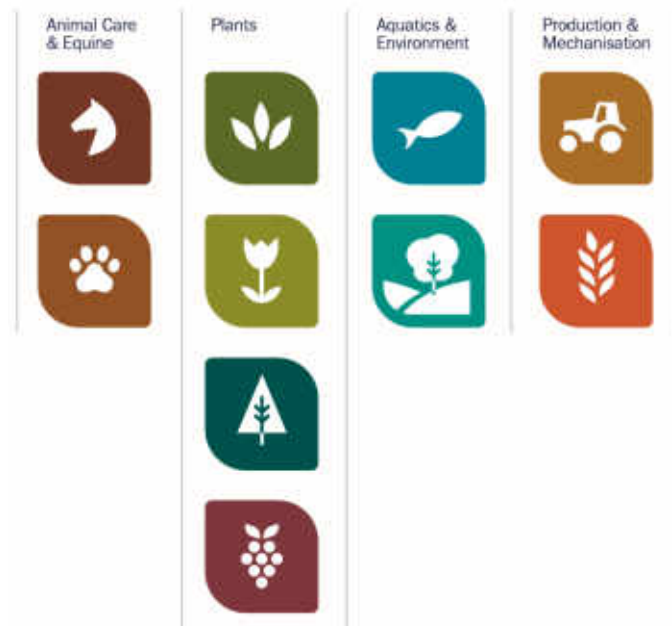 Animal Care
& Equine
Plants
Aquatics &
Environment
Production &
Mechanisation